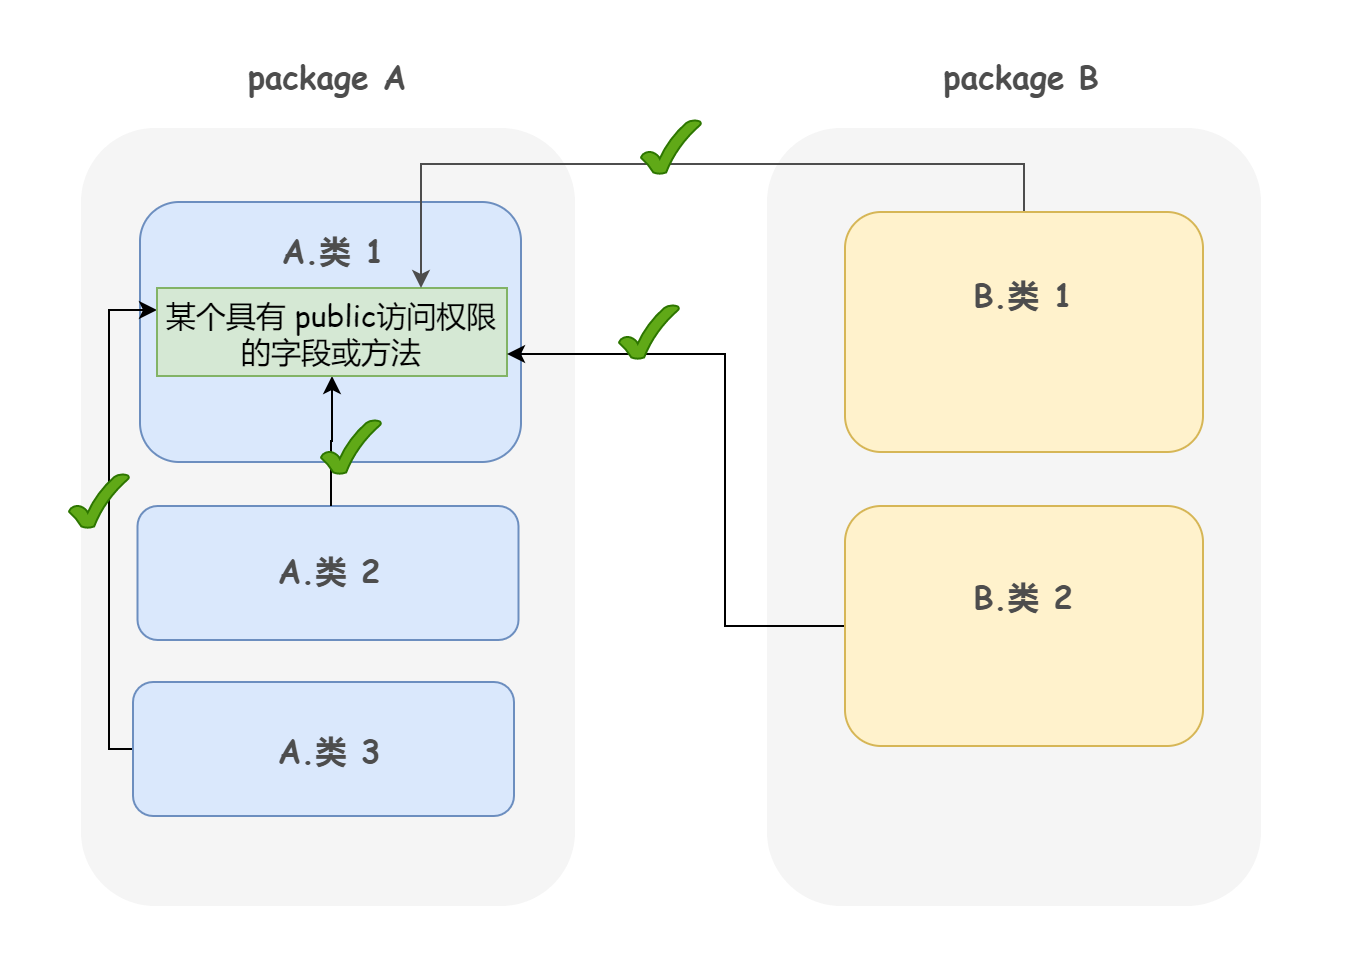 package A
package B
A.类 1
某个具有 public访问权限
的字段或方法
B.类 1
A.类 2
B.类 2
A.类 3